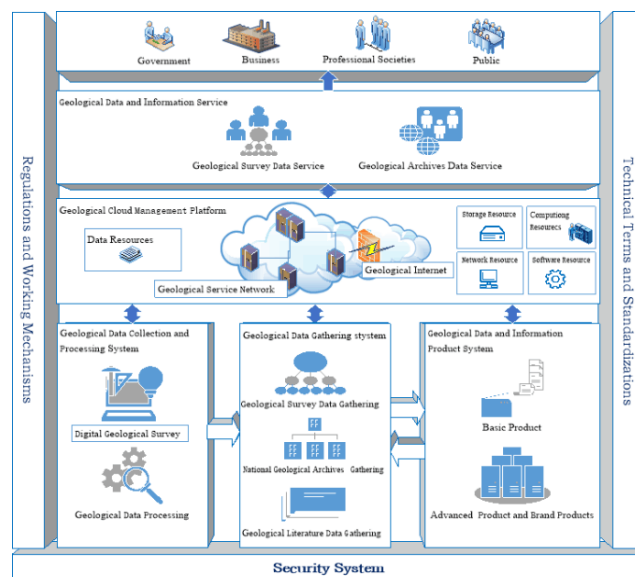 Government
Business
Professional Societies
Public
Geological Data and Information Service
Geological Survey Data Service
Geological Archives Data Service
Regulations and Working Mechanisms
Technical Terms and Standardizations
Geological Cloud Management Platform
Data Resources
Geological Service Network
Geological Internet
Storage Resource
Computing
Resourecs
Network Resource
Software Resource
Geological Data Collection and
Processing System
Digital Geological Survey
Geological Data Processing
Geological Data Gathering stystem
Geological Survey Data Gathering
National Geological Archives Gathering
Geological Literature Data Gathering
Geological Data and Information
Product System
Basic Product
Advanced Product and Brand Products
Security System